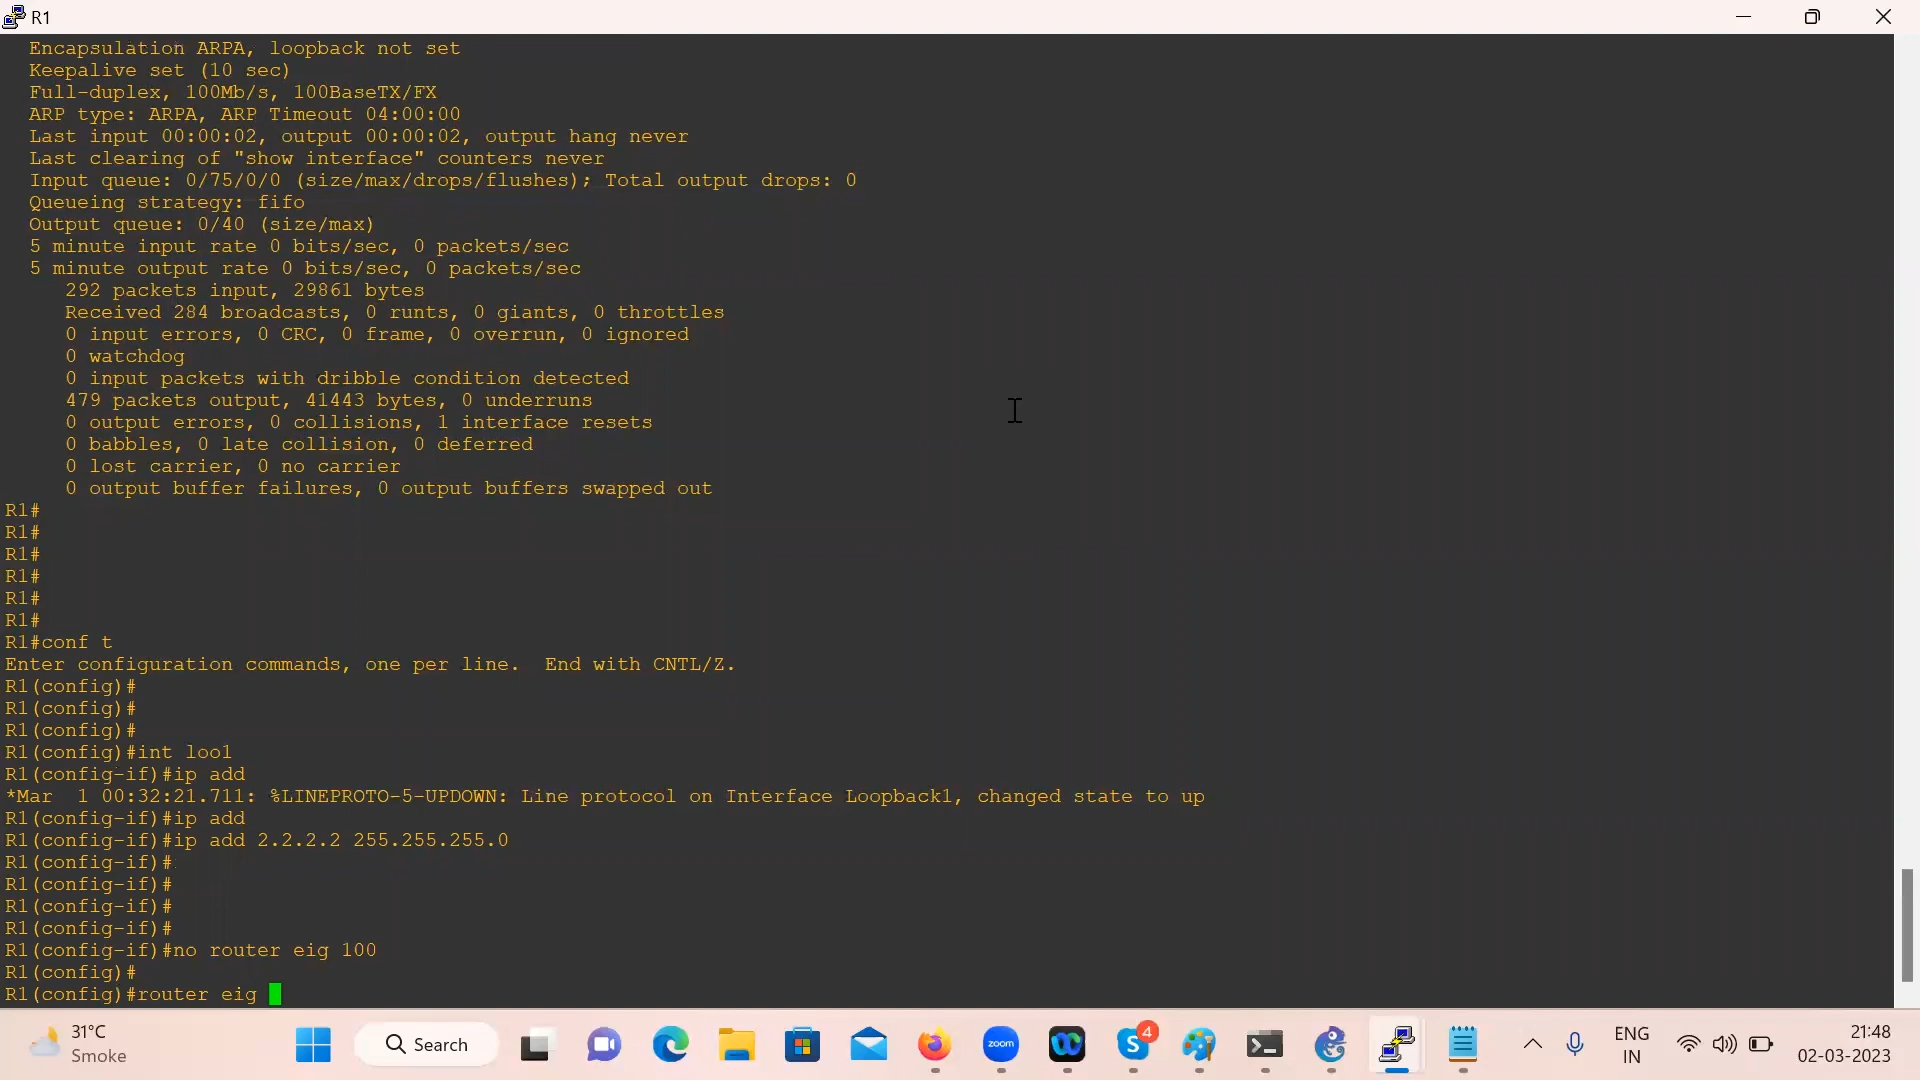 R1
Encapsulation ARPA, loopback not set
Keepalive set (10 sec)
Full-duplex, 100Mb/s, 100BaseTX/FX
ARP type: ARPA, ARP Timeout 04:00:00
Last input 00:00:02, output 00:00:02, output hang never
Last clearing of "show interface" counters never
Input queue: 0/75/0/0 (size/max/drops/flushes); Total output drops: 0
Queueing strategy: fifo
Output queue: 0/40 (size/max)
5 minute input rate 0 bits/sec, 0 packets/sec
5 minute output rate 0 bits/sec, 0 packets/sec
292 packets input, 29861 bytes
Received 284 broadcasts, 0 runts, 0 giants, 0 throttles
0 input errors, 0 CRC, 0 frame, 0 overrun, 0 ignored
0 watchdog
0 input packets with dribble condition detected
479 packets output, 41443 bytes, 0 underruns
0 output errors, 0 collisions, 1 interface resets
0 babbles, 0 late collision, 0 deferred
0 lost carrier, 0 no carrier
0 output buffer failures, 0 output buffers swapped out
R1#
R1#
R1#
R1#
R1#
R1#
R1#conf t
Enter configuration commands, one per line.  End with CNTL/Z.
R1(config)#
R1(config)#
R1(config)#
R1(config)#int loo1
R1(config-if)#ip add
*Mar  1 00:32:21.711: %LINEPROTO-5-UPDOWN: Line protocol on Interface Loopback1, changed state to up
R1(config-if)#ip add
R1(config-if)#ip add 2.2.2.2 255.255.255.0
R1(config-if)#
R1(config-if)#
R1(config-if)#
R1(config-if)#
R1(config-if)#no router eig 100
R1(config)#
R1(config)#router eig
31°C
Smoke
Search
zoom
4
ENG
IN
21:48
02-03-2023